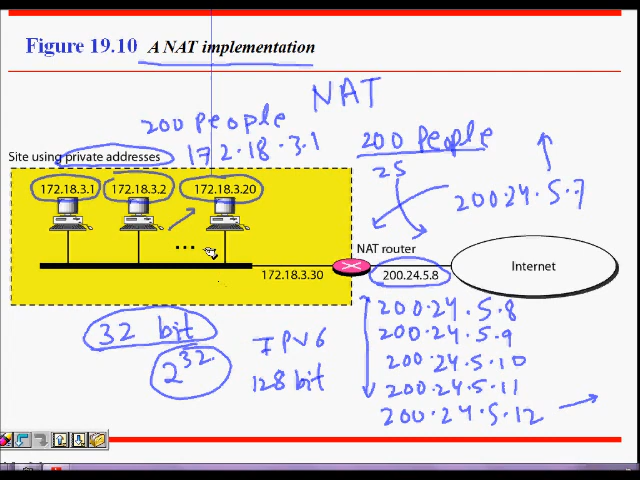 Figure 19.10 A NAT implementation
NAT
200 People
172.18.3.1
200 People
25
200.24.5.7
Site using private addresses
172.18.3.1
172.18.3.2
172.18.3.20
...
NAT router
172.18.3.30
200.24.5.8
Internet
200.24.5.8
200.24.5.9
200.24.5.10
200.24.5.11
200.24.5.12
32 bit
2^32
IPV6
128 bit